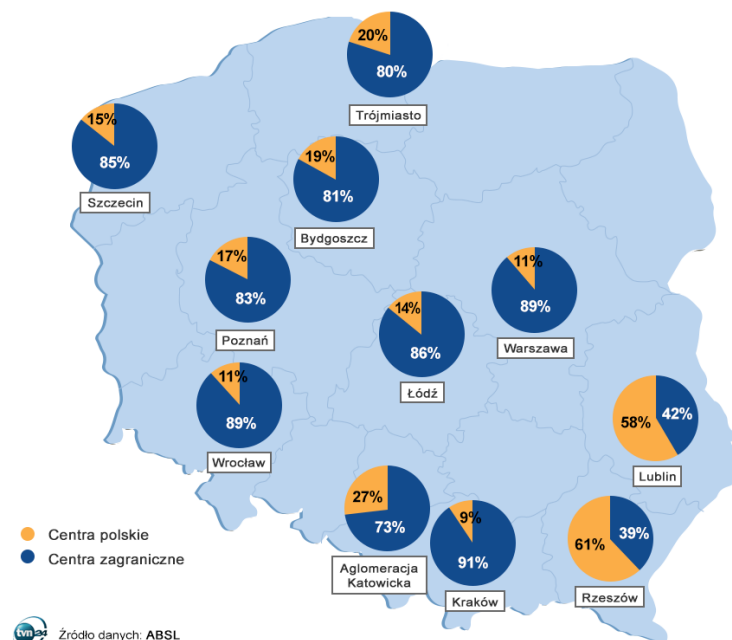 20%
80%
Trójmiasto
15%
85%
Szczecin
19%
81%
Bydgoszcz
17%
83%
Poznań
11%
89%
Warszawa
14%
86%
Łódź
11%
89%
Wrocław
58%
42%
Lublin
27%
73%
Aglomeracja
Katowicka
9%
91%
Kraków
61%
39%
Rzeszów
Centra polskie
Centra zagraniczne
tvn24
Źródło danych: ABSL